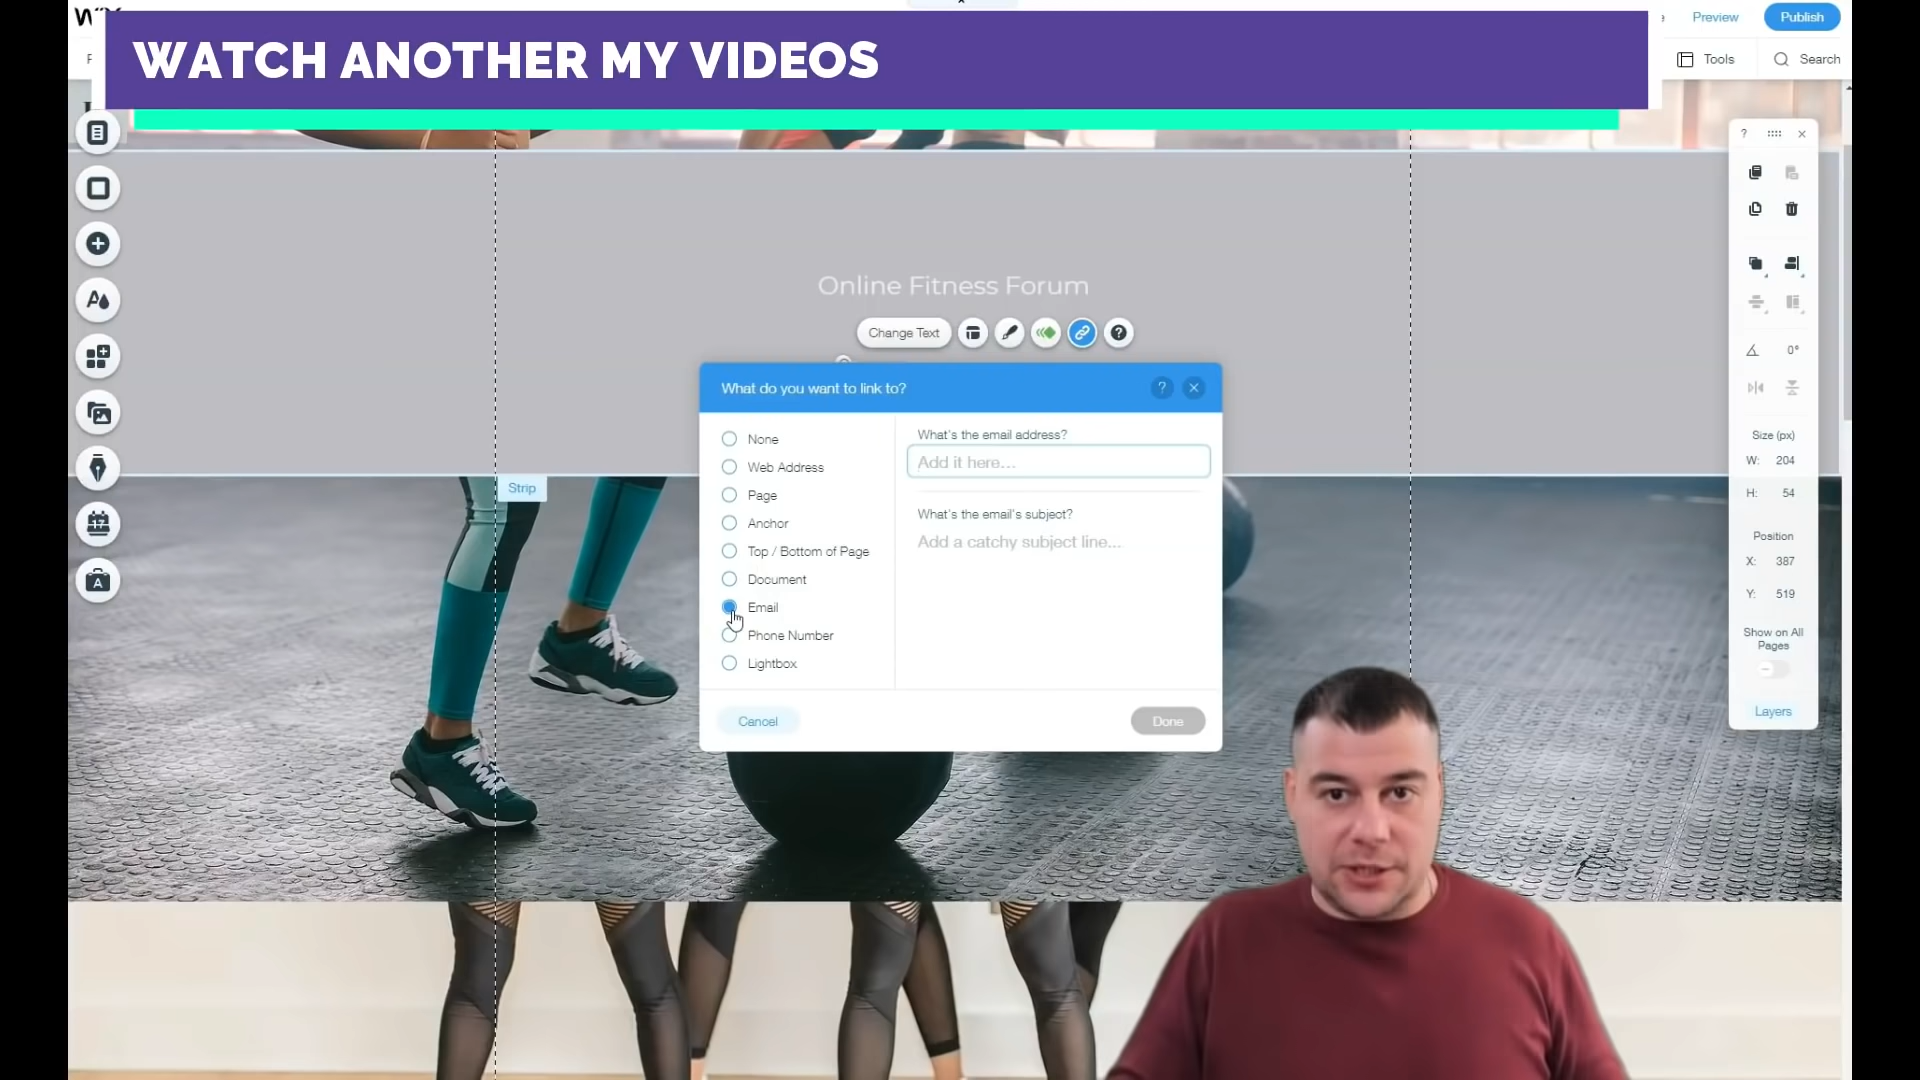 WATCH ANOTHER MY VIDEOS
Preview
Publish
Tools
Search
Online Fitness Forum
Change Text
What do you want to link to?
None
Web Address
Page
Anchor
Top / Bottom of Page
Document
Email
Phone Number
Lightbox
What's the email address?
Add it here...
What's the email's subject?
Add a catchy subject line...
Cancel
Done
Strip
17
A
0°
Size (px)
W: 204
H: 54
Position
X: 387
Y: 519
Show on All
Pages
Layers